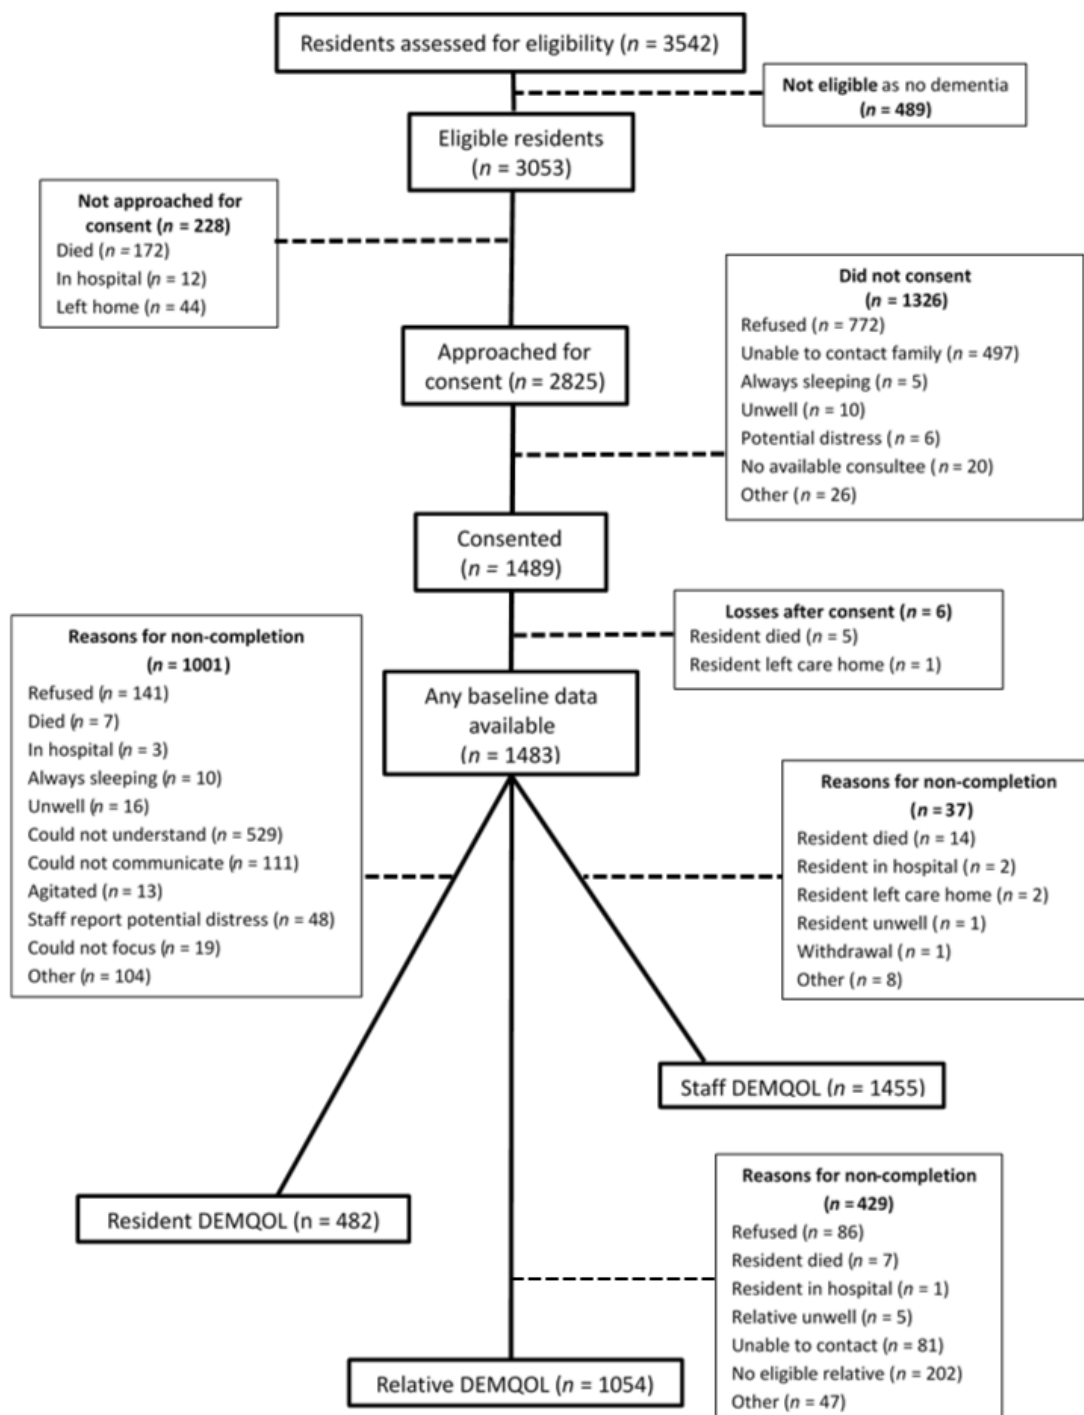 Residents assessed for eligibility (n = 3542)
Not eligible as no dementia
(n = 489)
Eligible residents
(n = 3053)
Not approached for
consent (n = 228)
Died (n = 172)
In hospital (n = 12)
Left home (n = 44)
Approached for
consent (n = 2825)
Did not consent
(n = 1326)
Refused (n = 772)
Unable to contact family (n = 497)
Always sleeping (n = 5)
Unwell (n = 10)
Potential distress (n = 6)
No available consultee (n = 20)
Other (n = 26)
Consented
(n = 1489)
Losses after consent (n = 6)
Resident died (n = 5)
Resident left care home (n = 1)
Any baseline data
available
(n = 1483)
Reasons for non-completion
(n = 1001)
Refused (n = 141)
Died (n = 7)
In hospital (n = 3)
Always sleeping (n = 10)
Unwell (n = 16)
Could not understand (n = 529)
Could not communicate (n = 111)
Agitated (n = 13)
Staff report potential distress (n = 48)
Could not focus (n = 19)
Other (n = 104)
Reasons for non-completion
(n = 37)
Resident died (n = 14)
Resident in hospital (n = 2)
Resident left care home (n = 2)
Resident unwell (n = 1)
Withdrawal (n = 1)
Other (n = 8)
Staff DEMQOL (n = 1455)
Resident DEMQOL (n = 482)
Reasons for non-completion
(n = 429)
Refused (n = 86)
Resident died (n = 7)
Resident in hospital (n = 1)
Relative unwell (n = 5)
Unable to contact (n = 81)
No eligible relative (n = 202)
Other (n = 47)
Relative DEMQOL (n = 1054)